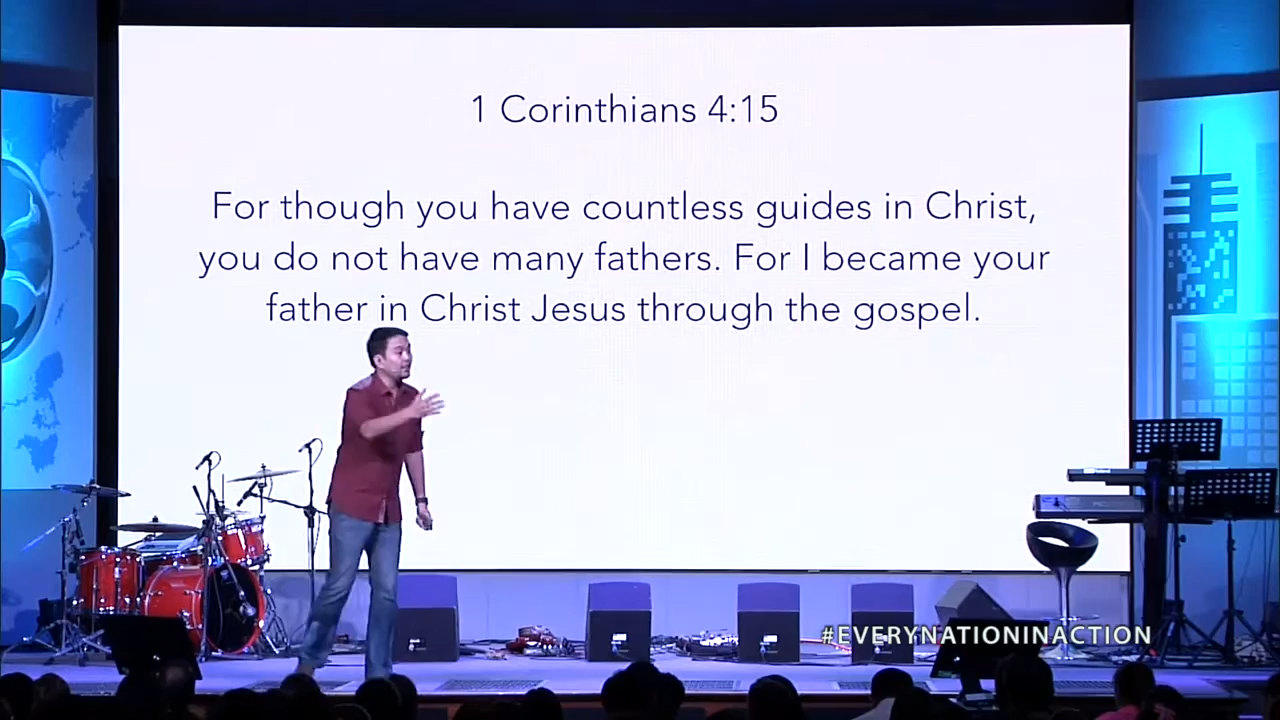 1 Corinthians 4:15
For though you have countless guides in Christ,
you do not have many fathers. For I became your
father in Christ Jesus through the gospel.
#EVERYNATIONINACTION